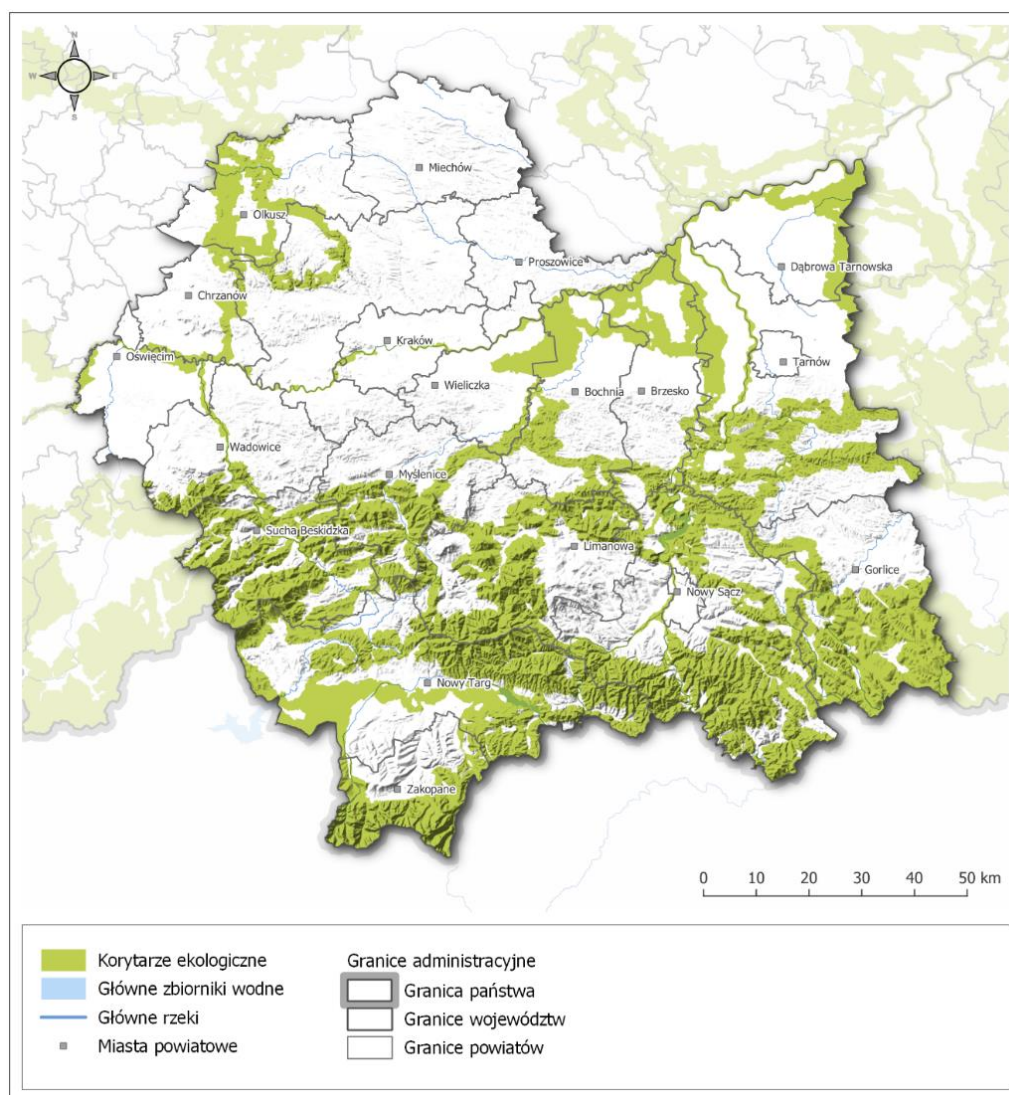 N
W E
S
Miechów
Olkusz
Proszowice
Dąbrowa Tarnowska
Chrzanów
Kraków
Oświęcim
Tarnów
Wieliczka
Bochnia
Brzesko
Wadowice
Myślenice
Sucha Beskidzka
Limanowa
Gorlice
Nowy Sącz
Nowy Targ
Zakopane
0 10 20 30 40 50 km
Korytarze ekologiczne
Główne zbiorniki wodne
Główne rzeki
Miasta powiatowe
Granice administracyjne
Granica państwa
Granice województw
Granice powiatów